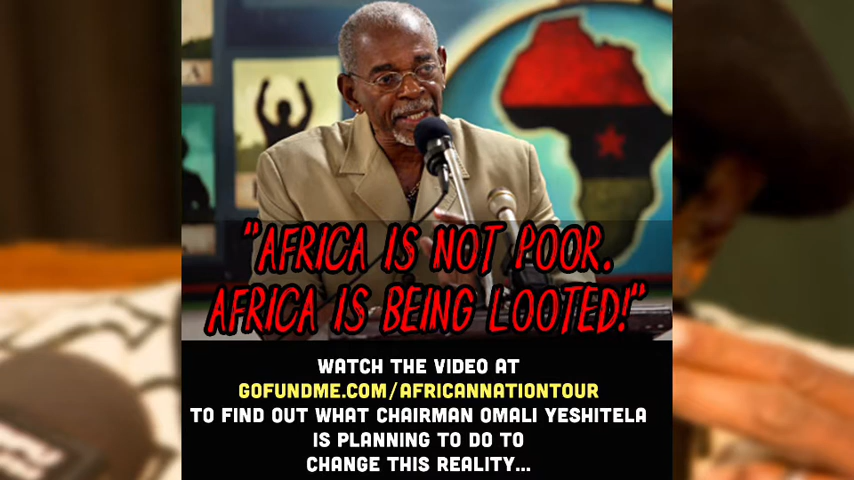 "AFRICA IS NOT POOR.
AFRICA IS BEING LOOTED!"
WATCH THE VIDEO AT
GOFUNDME.COM/AFRICANNATIONTOUR
TO FIND OUT WHAT CHAIRMAN OMALI YESHITELA
IS PLANNING TO DO TO
CHANGE THIS REALITY...